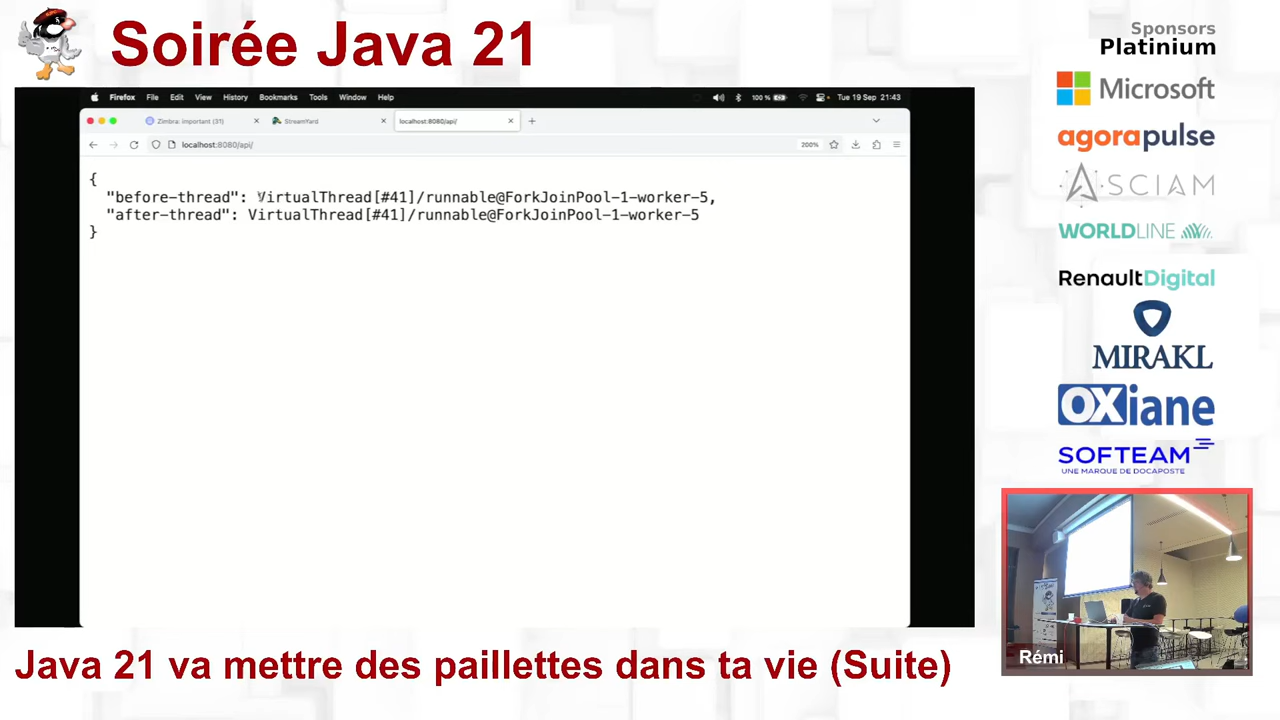 Soirée Java 21
Sponsors
Platinium
Firefox File Edit View History Bookmarks Tools Window Help
100 % Tue 19 Sep 21:43
Zimbra: important (31)
StreamYard
localhost:8080/api/
localhost:8080/api/
200%
{
"before-thread": VirtualThread[#41]/runnable@ForkJoinPool-1-worker-5,
"after-thread": VirtualThread[#41]/runnable@ForkJoinPool-1-worker-5
}
Microsoft
agorapulse
ASCIAM
WORLDLINE
RenaultDigital
MIRAKL
OXiane
SOFTEAM
UNE MARQUE DE DOCAPOSTE
Rémi
Java 21 va mettre des paillettes dans ta vie (Suite)